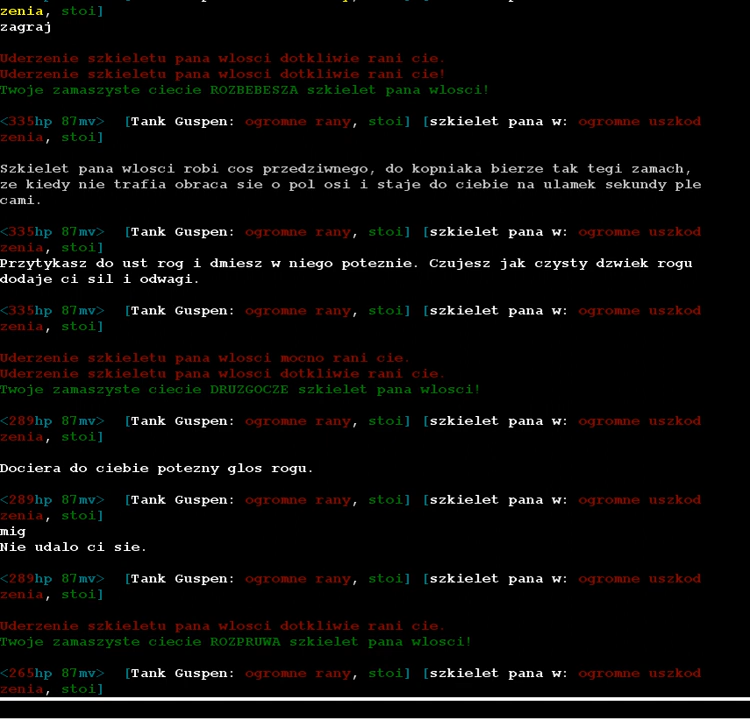 zenia, stoi]
zagraj
Uderzenie szkieletu pana wlosci dotkliwie rani cie.
Uderzenie szkieletu pana wlosci dotkliwie rani cie!
Twoje zamaszyste ciecie ROZBEBESZA szkielet pana wlosci!
<335hp 87mv>  [Tank Guspen: ogromne rany, stoi] [szkielet pana w: ogromne uszkod
zenia, stoi]
Szkielet pana wlosci robi cos przedziwnego, do kopniaka bierze tak tegi zamach,
ze kiedy nie trafia obraca sie o pol osi i staje do ciebie na ulamek sekundy ple
cami.
<335hp 87mv>  [Tank Guspen: ogromne rany, stoi] [szkielet pana w: ogromne uszkod
zenia, stoi]
Przytykasz do ust rog i dmiesz w niego poteznie. Czujesz jak czysty dzwiek rogu
dodaje ci sil i odwagi.
<335hp 87mv>  [Tank Guspen: ogromne rany, stoi] [szkielet pana w: ogromne uszkod
zenia, stoi]
Uderzenie szkieletu pana wlosci mocno rani cie.
Uderzenie szkieletu pana wlosci dotkliwie rani cie.
Twoje zamaszyste ciecie DRUZGOCZE szkielet pana wlosci!
<289hp 87mv>  [Tank Guspen: ogromne rany, stoi] [szkielet pana w: ogromne uszkod
zenia, stoi]
Dociera do ciebie potezny glos rogu.
<289hp 87mv>  [Tank Guspen: ogromne rany, stoi] [szkielet pana w: ogromne uszkod
zenia, stoi]
mig
Nie udalo ci sie.
<289hp 87mv>  [Tank Guspen: ogromne rany, stoi] [szkielet pana w: ogromne uszkod
zenia, stoi]
Uderzenie szkieletu pana wlosci dotkliwie rani cie.
Twoje zamaszyste ciecie ROZPRUWA szkielet pana wlosci!
<265hp 87mv>  [Tank Guspen: ogromne rany, stoi] [szkielet pana w: ogromne uszkod
zenia, stoi]